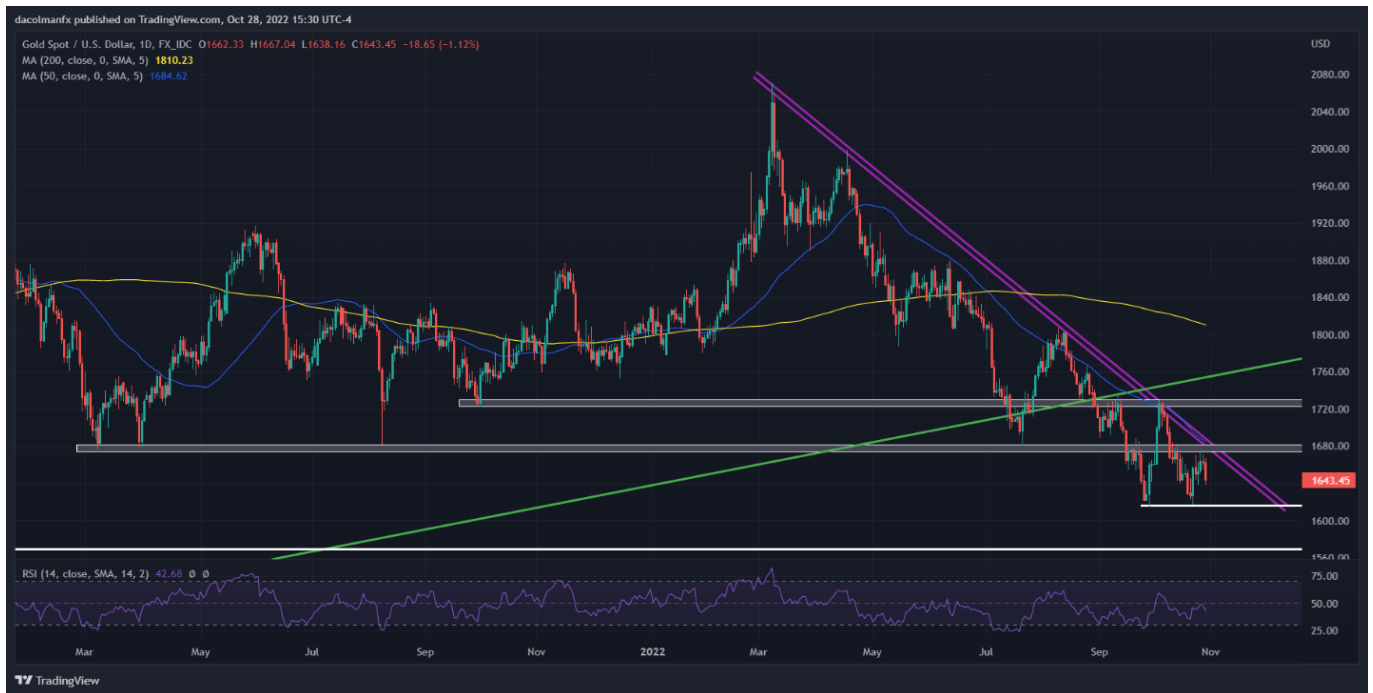 dacolmanfx published on TradingView.com, Oct 28, 2022 15:30 UTC-4
Gold Spot / U.S. Dollar, 1D, FX_IDC O1662.33 H1667.04 L1638.16 C1643.45 −18.65 (−1.12%)
MA (200, close, 0, SMA, 5) 1810.23
MA (50, close, 0, SMA, 5) 1684.62
USD
2080.00
2040.00
2000.00
1960.00
1920.00
1880.00
1840.00
1800.00
1760.00
1720.00
1680.00
1643.45
1600.00
1560.00
RSI (14, close, SMA, 14, 2) 42.68 Ø Ø
75.00
50.00
25.00
Mar May Jul Sep Nov 2022 Mar May Jul Sep Nov
TradingView